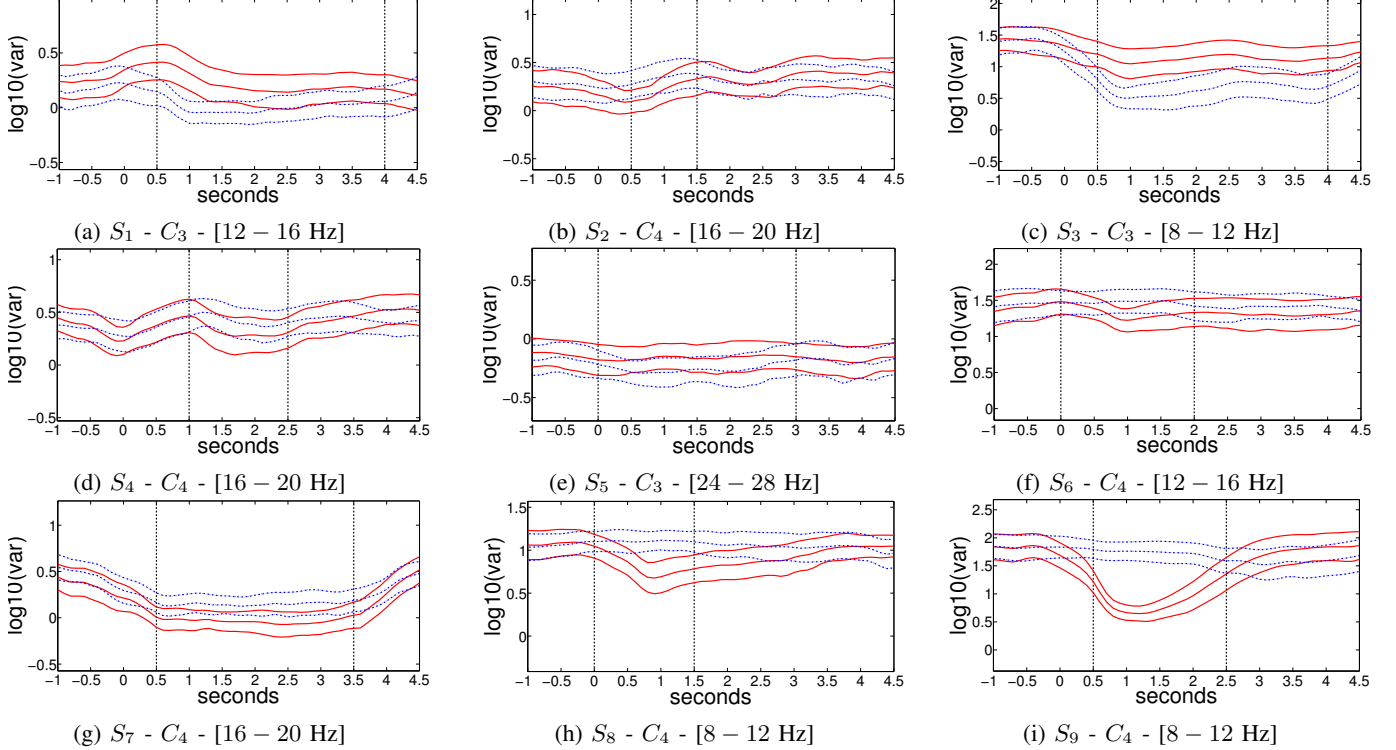 log10(var)
0.5
0
−0.5
−1 −0.5 0 0.5 1 1.5 2 2.5 3 3.5 4 4.5
seconds
(a) S1 - C3 - [12 − 16 Hz]
log10(var)
1
0.5
0
−0.5
−1 −0.5 0 0.5 1 1.5 2 2.5 3 3.5 4 4.5
seconds
(b) S2 - C4 - [16 − 20 Hz]
log10(var)
2
1.5
1
0.5
0
−0.5
−1 −0.5 0 0.5 1 1.5 2 2.5 3 3.5 4 4.5
seconds
(c) S3 - C3 - [8 − 12 Hz]
log10(var)
1
0.5
0
−0.5
−1 −0.5 0 0.5 1 1.5 2 2.5 3 3.5 4 4.5
seconds
(d) S4 - C4 - [16 − 20 Hz]
log10(var)
0.5
0
−0.5
−1 −0.5 0 0.5 1 1.5 2 2.5 3 3.5 4 4.5
seconds
(e) S5 - C3 - [24 − 28 Hz]
log10(var)
2
1.5
1
0.5
0
−1 −0.5 0 0.5 1 1.5 2 2.5 3 3.5 4 4.5
seconds
(f) S6 - C4 - [12 − 16 Hz]
log10(var)
1
0.5
0
−0.5
−1 −0.5 0 0.5 1 1.5 2 2.5 3 3.5 4 4.5
seconds
(g) S7 - C4 - [16 − 20 Hz]
log10(var)
1.5
1
0.5
0
−1 −0.5 0 0.5 1 1.5 2 2.5 3 3.5 4 4.5
seconds
(h) S8 - C4 - [8 − 12 Hz]
log10(var)
2.5
2
1.5
1
0.5
0
−1 −0.5 0 0.5 1 1.5 2 2.5 3 3.5 4 4.5
seconds
(i) S9 - C4 - [8 − 12 Hz]